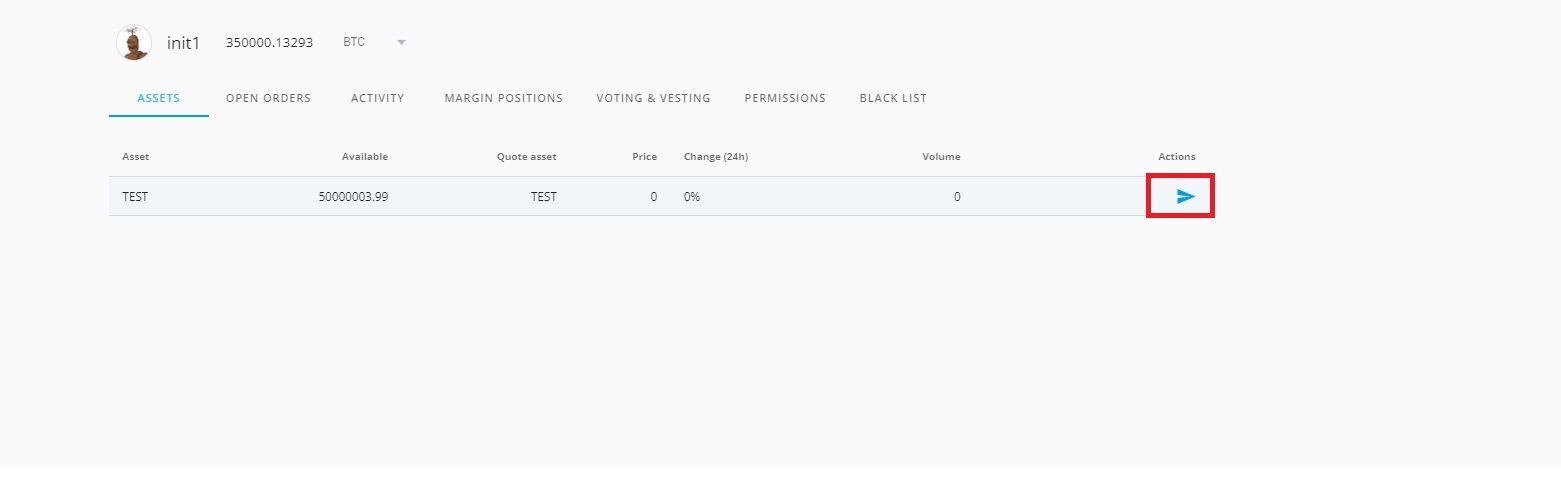 init1 350000.13293 BTC
ASSETS OPEN ORDERS ACTIVITY MARGIN POSITIONS VOTING & VESTING PERMISSIONS BLACK LIST
Asset Available Quote asset Price Change (24h) Volume Actions
TEST 50000003.99 TEST 0 0% 0